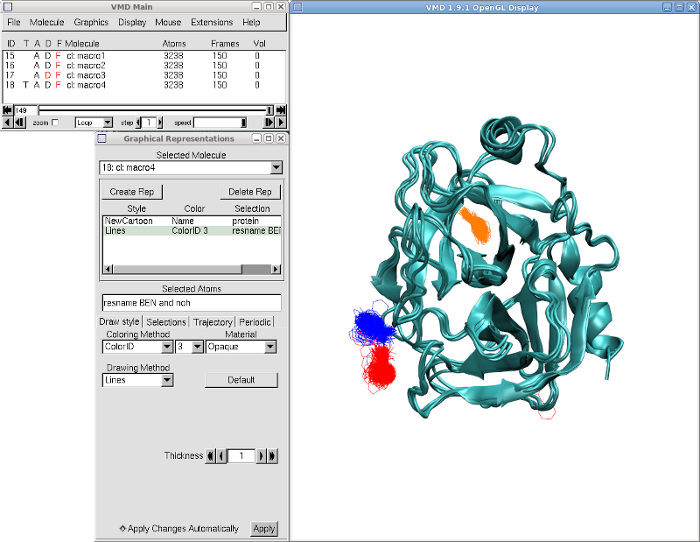 VMD Main
File Molecule Graphics Display Mouse Extensions Help
ID T A D F Molecule Atoms Frames Vol
15 A D F cl: macro1 3238 150 0
16 A D F cl: macro2 3238 150 0
17 A D F cl: macro3 3238 150 0
18 T A D F cl: macro4 3238 150 0
149
zoom Loop step 1 speed
VMD 1.9.1 OpenGL Display
Graphical Representations
Selected Molecule
18: cl: macro4
Create Rep Delete Rep
Style Color Selection
NewCartoon Name protein
Lines ColorID 3 resname BEN
Selected Atoms
resname BEN and noh
Draw style Selections Trajectory Periodic
Coloring Method Material
ColorID 3 Opaque
Drawing Method
Lines Default
Thickness 1
Apply Changes Automatically Apply